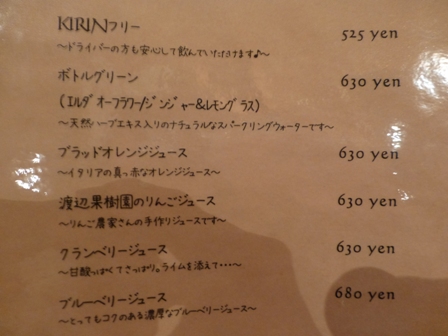 KIRINフリー 525 yen
～ドライバーの方も安心して飲んでいただけます♪～
ボトルグリーン 630 yen
(エルダーオーフラワー/ジンジャー&レモングラス)
～天然ハーブエキス入りのナチュラルなスパークリングウォーターです～
ブラッドオレンジジュース 630 yen
～イタリアの真っ赤なオレンジジュース～
渡辺果樹園のりんごジュース 630 yen
～りんご農家さんの手作りジュースです～
クランベリージュース 630 yen
～甘酸っぱくてさっぱり。ライムを添えて・・・～
ブルーベリージュース 680 yen
～とってもコクのある濃厚なブルーベリージュース～